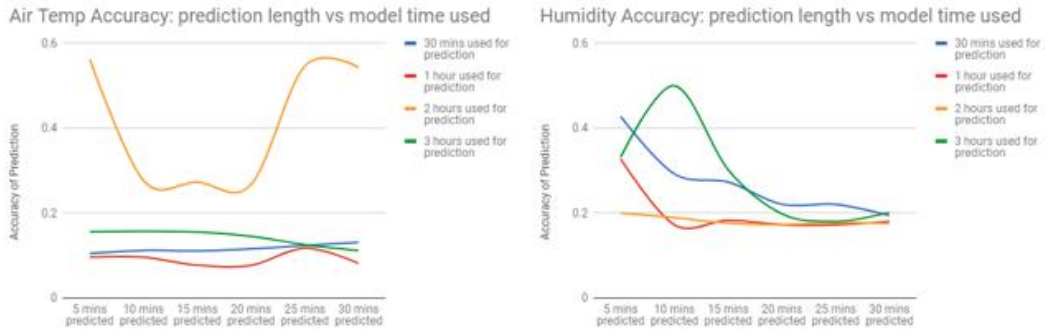 Air Temp Accuracy: prediction length vs model time used
0.6
0.4
0.2
0
Accuracy of Prediction
5 mins predicted
10 mins predicted
15 mins predicted
20 mins predicted
25 mins predicted
30 mins predicted
30 mins used for
prediction
1 hour used for
prediction
2 hours used for
prediction
3 hours used for
prediction
Humidity Accuracy: prediction length vs model time used
0.6
0.4
0.2
0
Accuracy of Prediction
5 mins predicted
10 mins predicted
15 mins predicted
20 mins predicted
25 mins predicted
30 mins predicted
30 mins used for
prediction
1 hour used for
prediction
2 hours used for
prediction
3 hours used for
prediction